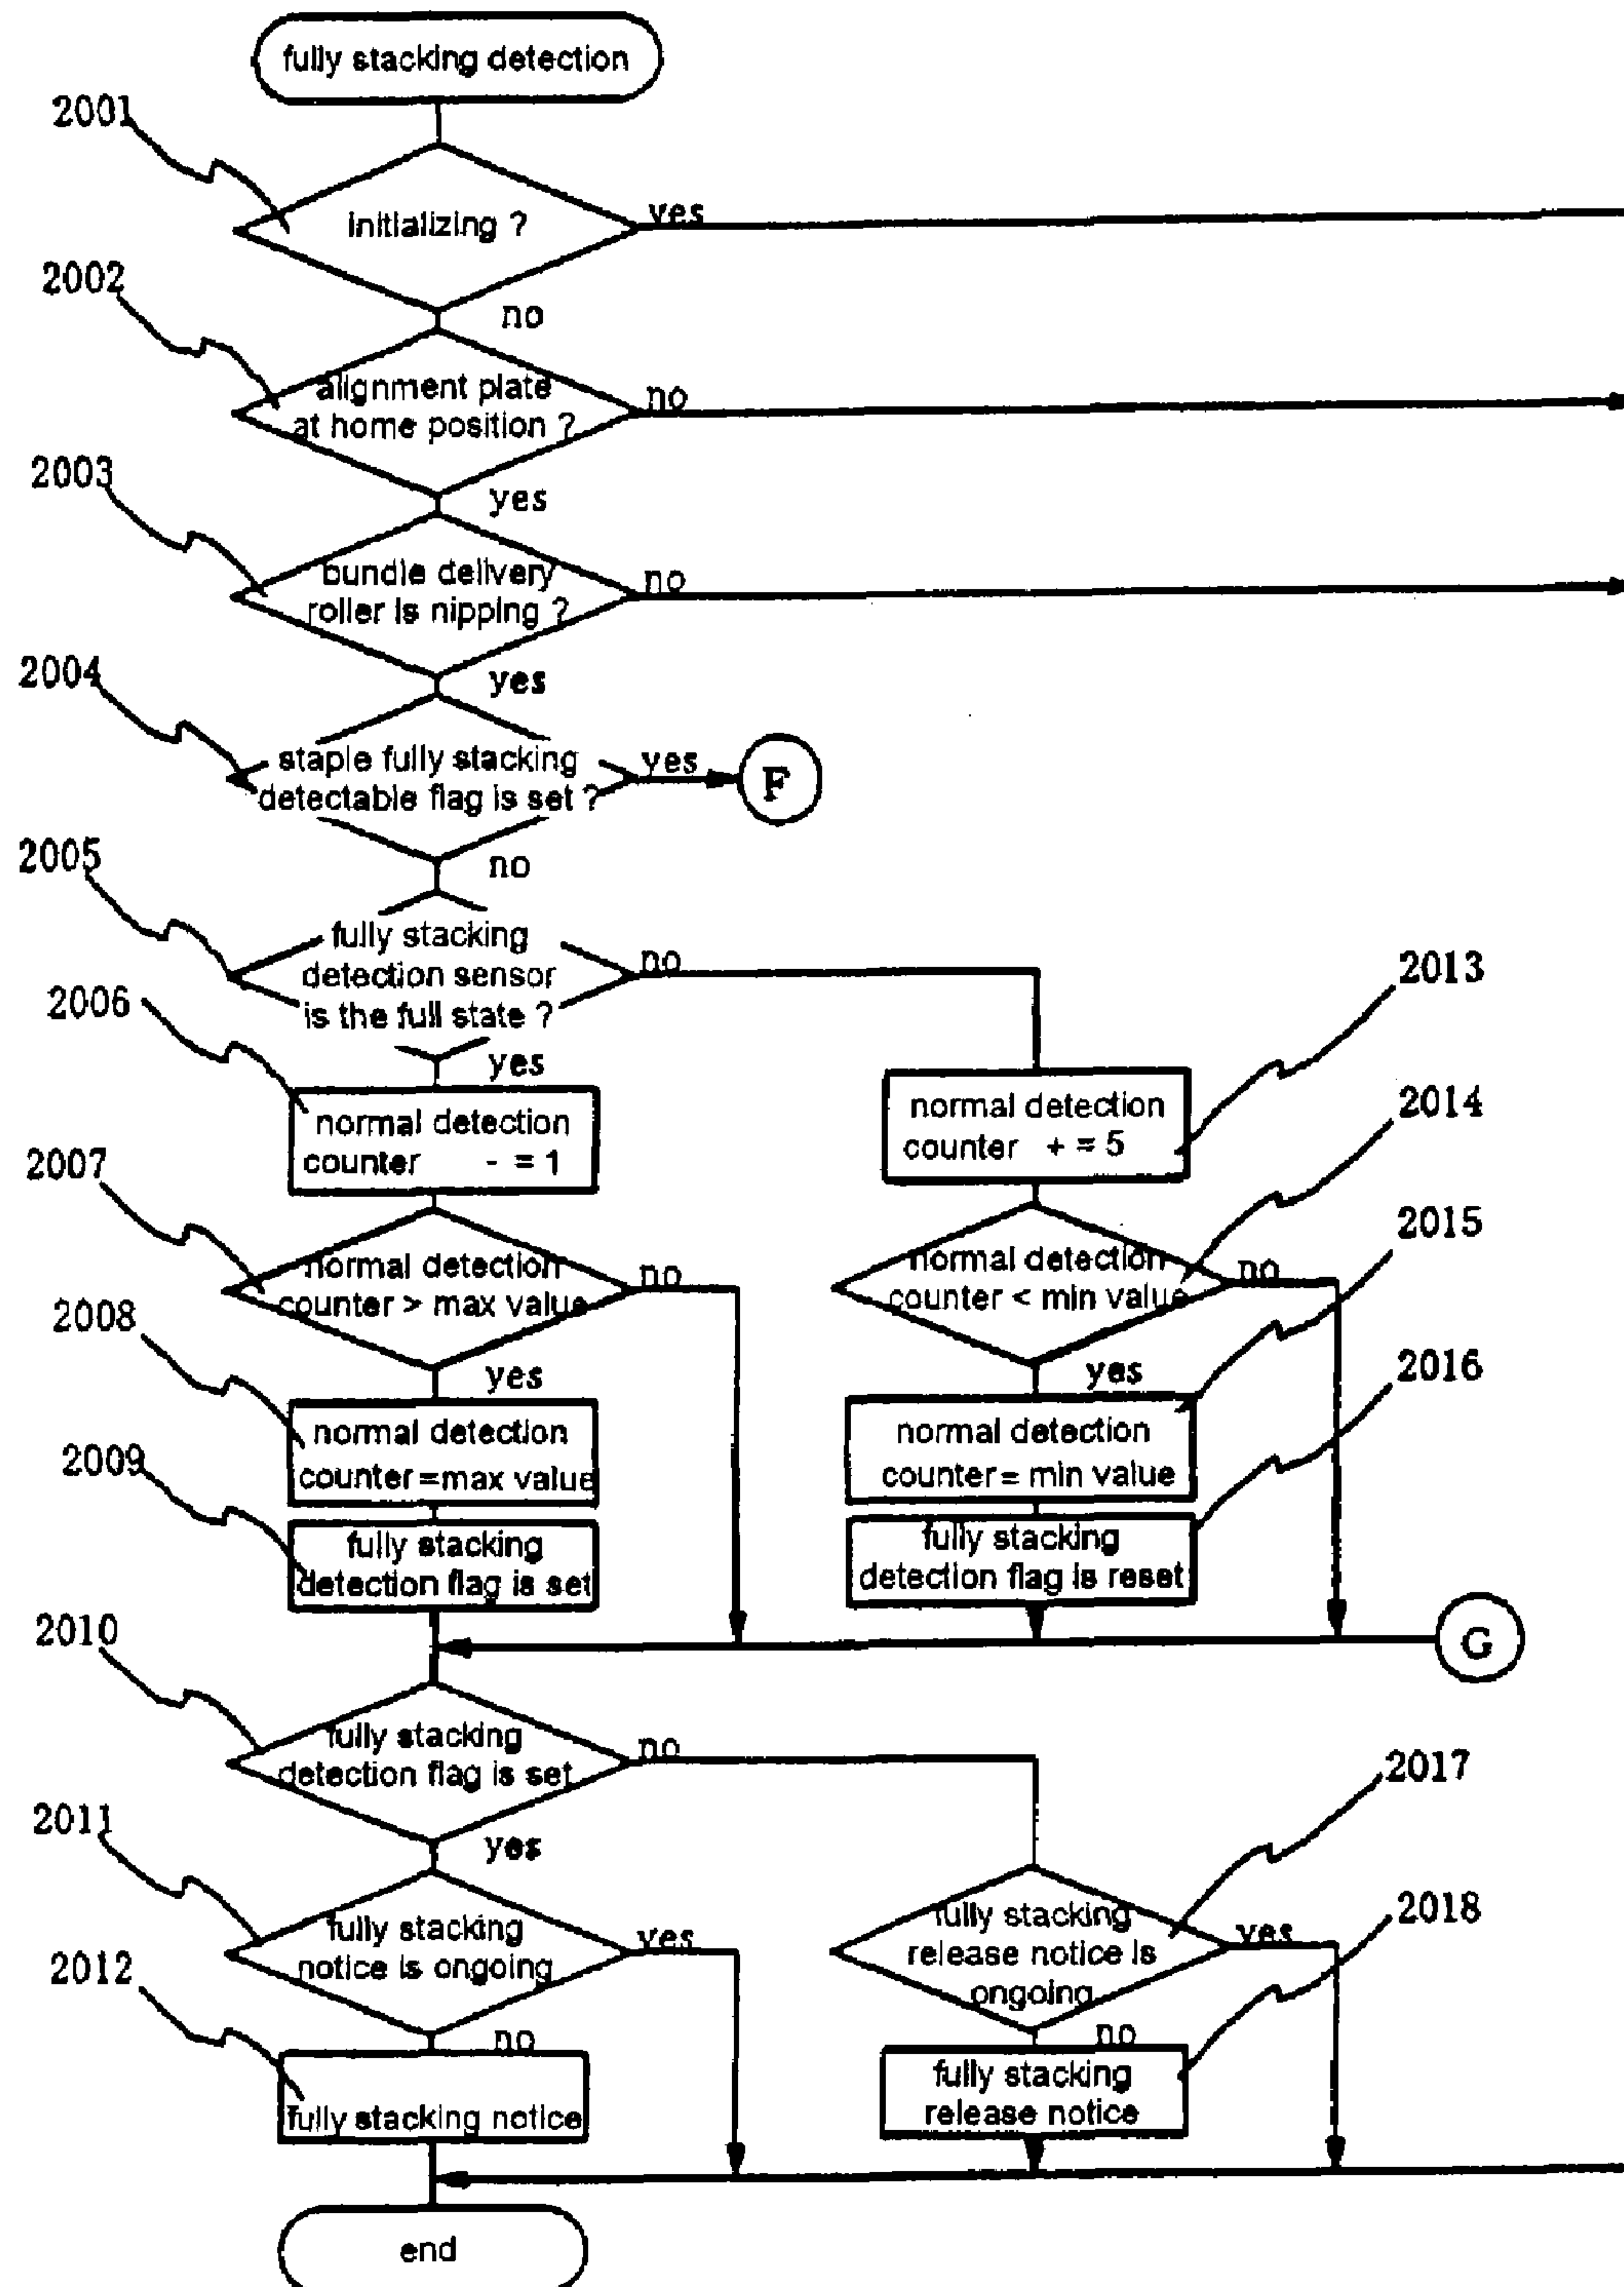 fully stacking detection
2001
initializing ?
yes
no
2002
alignment plate
at home position ?
no
yes
2003
bundle delivery
roller is nipping ?
no
yes
2004
staple fully stacking
detectable flag is set ?
yes
F
no
2005
fully stacking
detection sensor
is the full state ?
no
yes
2006
normal detection
counter - = 1
2013
normal detection
counter + = 5
2007
normal detection
counter > max value
no
yes
2014
normal detection
counter < min value
no
yes
2008
normal detection
counter =max value
2015
normal detection
counter = min value
2009
fully stacking
detection flag is set
2016
fully stacking
detection flag is reset
G
2010
fully stacking
detection flag is set
no
yes
2011
fully stacking
notice is ongoing
yes
no
2017
fully stacking
release notice is
ongoing
yes
no
2012
fully stacking notice
2018
fully stacking
release notice
end